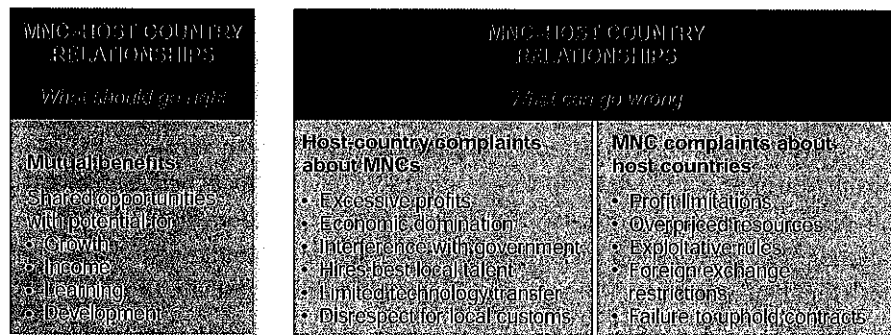 MNC-HOST COUNTRY
RELATIONSHIPS
What should go right
Mutual benefits
Shared opportunities
with potential for
• Growth
• Income
• Learning
• Development
MNC-HOST COUNTRY
RELATIONSHIPS
What can go wrong
Host-country complaints
about MNCs
• Excessive profits
• Economic domination
• Interference with government
• Hires best local talent
• Limited technology transfer
• Disrespect for local customs
MNC complaints about
host countries
• Profit limitations
• Overpriced resources
• Exploitative rules
• Foreign exchange
restrictions
• Failure to uphold contracts